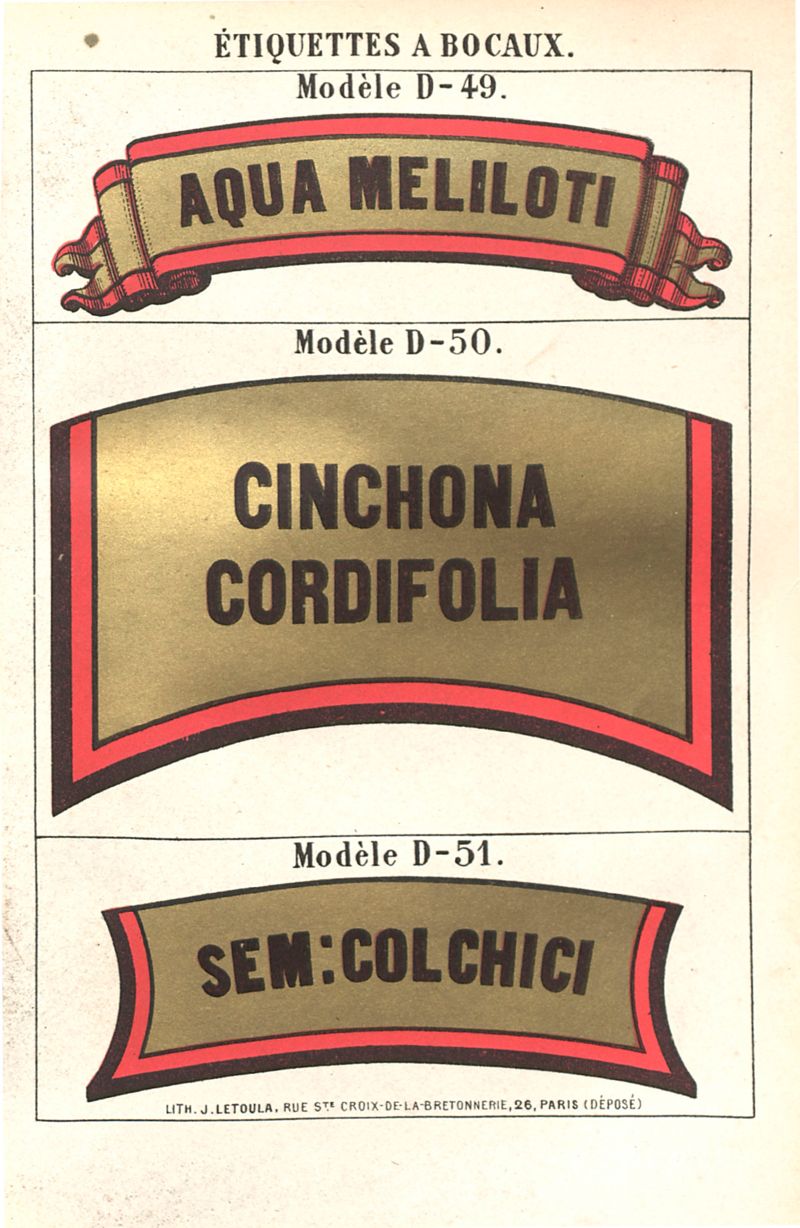 ÉTIQUETTES A BOCAUX.
Modèle D-49.
AQUA MELILOTI
Modèle D-50.
CINCHONA
CORDIFOLIA
Modèle D-51.
SEM:COLCHICI
LITH. J. LETOULA, RUE STE CROIX-DE-LA-BRETONNERIE, 26, PARIS (DÉPOSÉ)